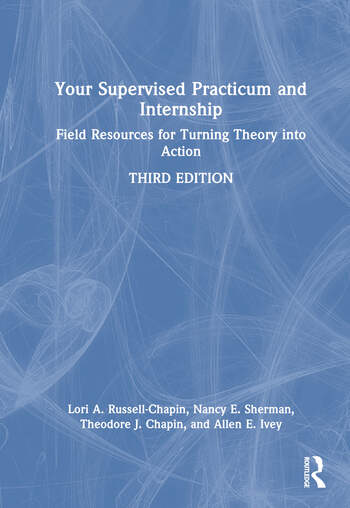 Your Supervised Practicum and
Internship
Field Resources for Turning Theory into
Action
THIRD EDITION
Lori A. Russell-Chapin, Nancy E. Sherman,
Theodore J. Chapin, and Allen E. Ivey
ROUTLEDGE